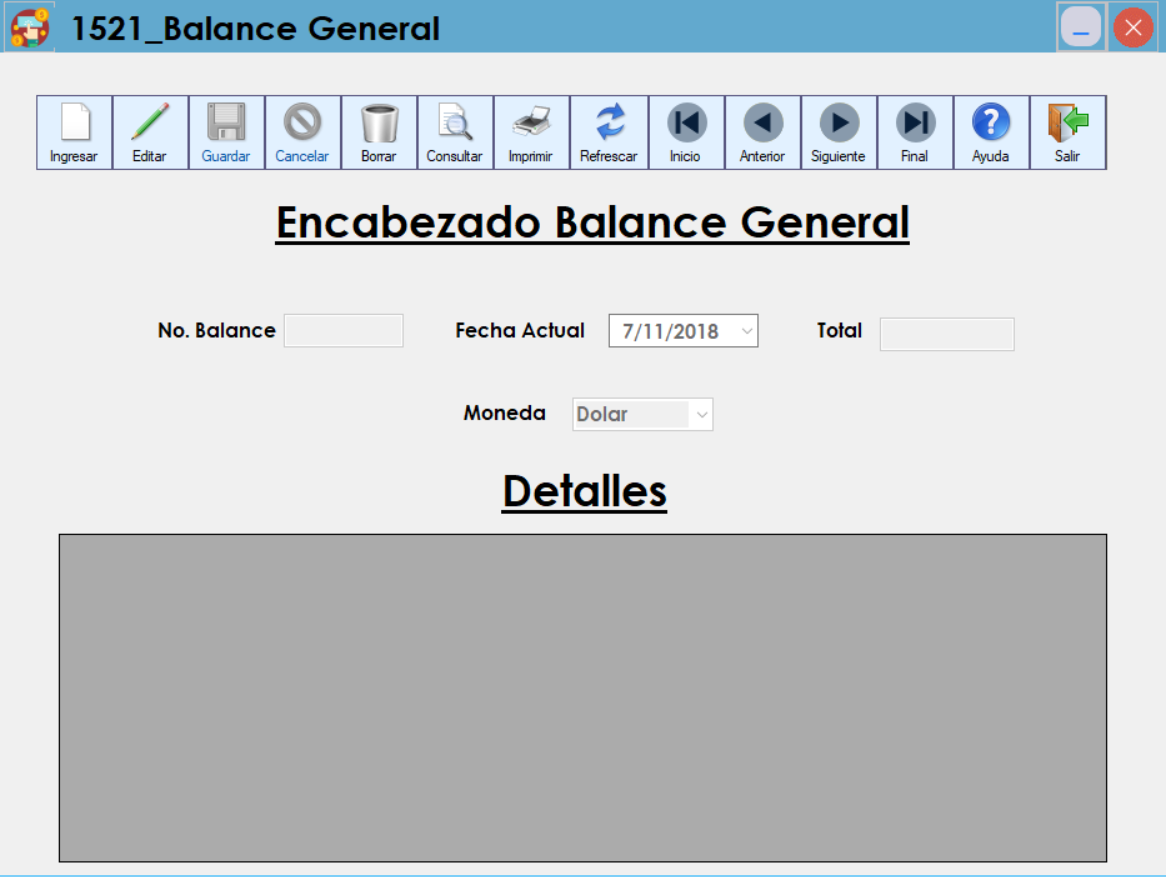 1521_Balance General
Ingresar Editar Guardar Cancelar Borrar Consultar Imprimir Refrescar Inicio Anterior Siguiente Final Ayuda Salir
Encabezado Balance General
No. Balance Fecha Actual 7/11/2018 Total
Moneda Dolar
Detalles